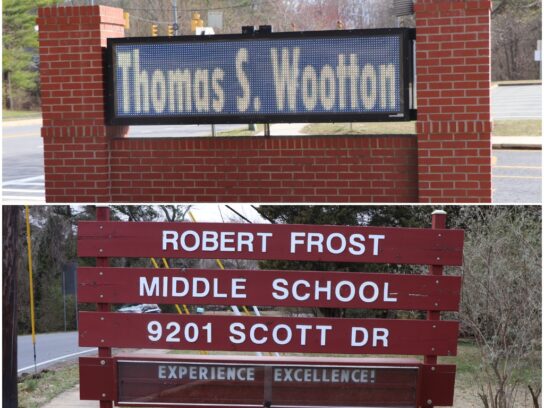 Thomas S. Wootton
ROBERT FROST
MIDDLE SCHOOL
9201 SCOTT DR
EXPERIENCE EXCELLENCE!